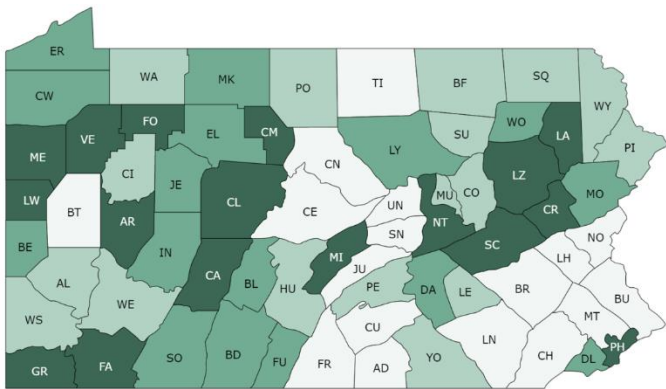 ER
WA
MK
PO
TI
BF
SQ
WY
CW
FO
CM
SU
WO
LA
PI
VE
EL
LY
ME
CI
CN
MU
CO
LZ
MO
LW
BT
AR
JE
CL
CE
UN
NT
CR
BE
IN
SN
SC
NO
AL
WE
CA
BL
HU
MI
JU
PE
DA
LE
BR
LH
BU
WS
CU
MT
GR
FA
SO
BD
FU
FR
AD
YO
LN
CH
DL
PH